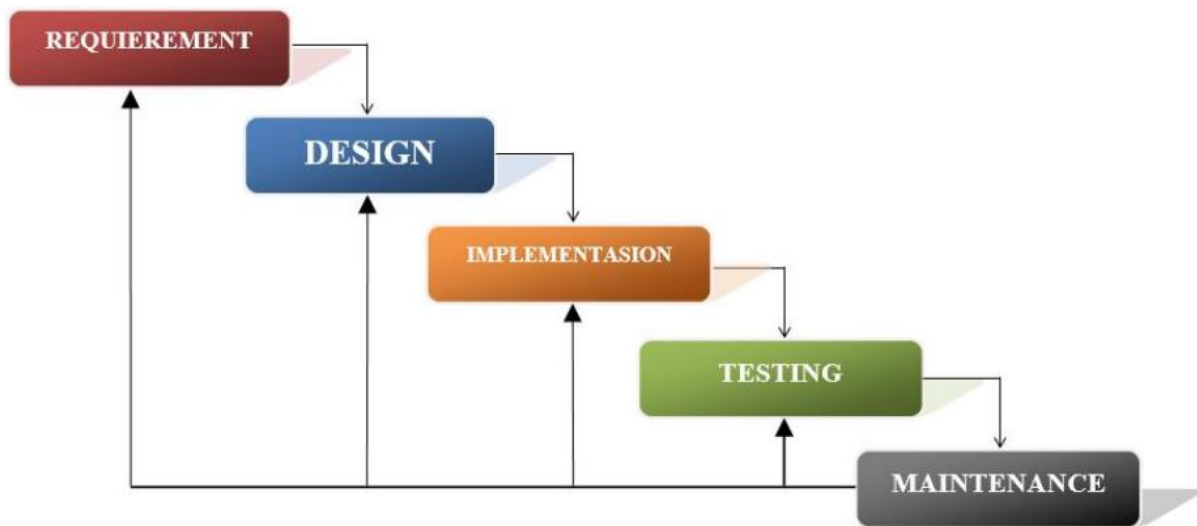 REQUIEREMENT
DESIGN
IMPLEMENTASION
TESTING
MAINTENANCE